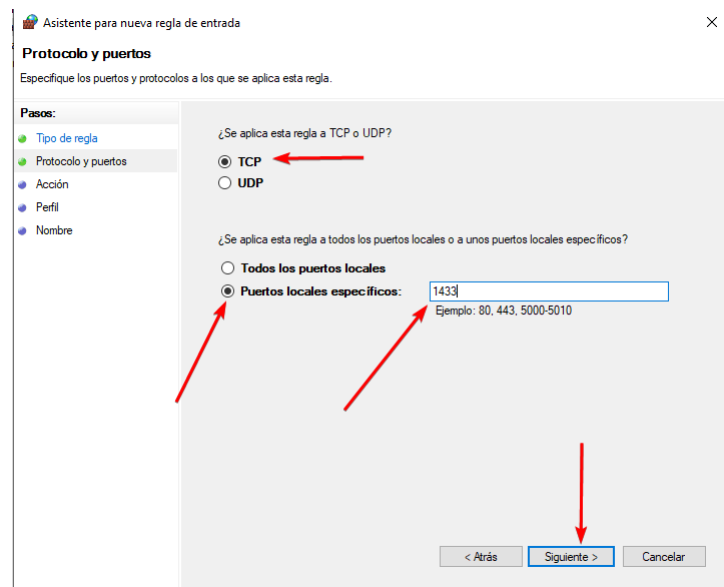 Asistente para nueva regla de entrada
Protocolo y puertos
Especifique los puertos y protocolos a los que se aplica esta regla.
Pasos:
Tipo de regla
Protocolo y puertos
Acción
Perfil
Nombre
¿Se aplica esta regla a TCP o UDP?
TCP
UDP
¿Se aplica esta regla a todos los puertos locales o a unos puertos locales específicos?
Todos los puertos locales
Puertos locales específicos: 1433
Ejemplo: 80, 443, 5000-5010
< Atrás Siguiente > Cancelar